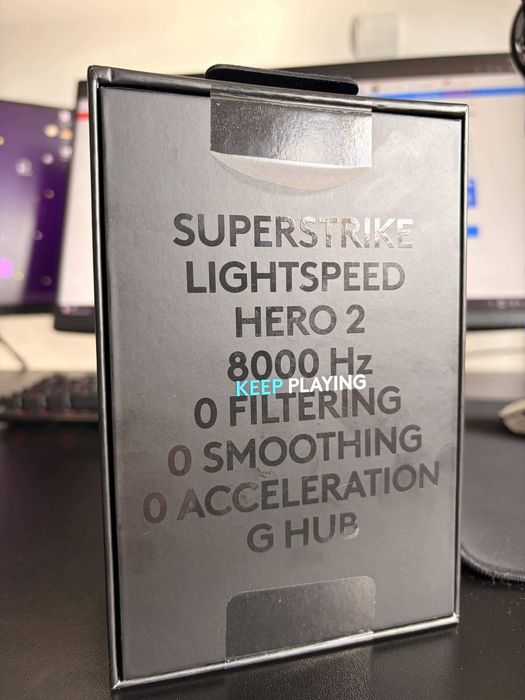 SUPERSTRIKE
LIGHTSPEED
HERO 2
8000 Hz
KEEP PLAYING
0 FILTERING
0 SMOOTHING
0 ACCELERATION
G HUB